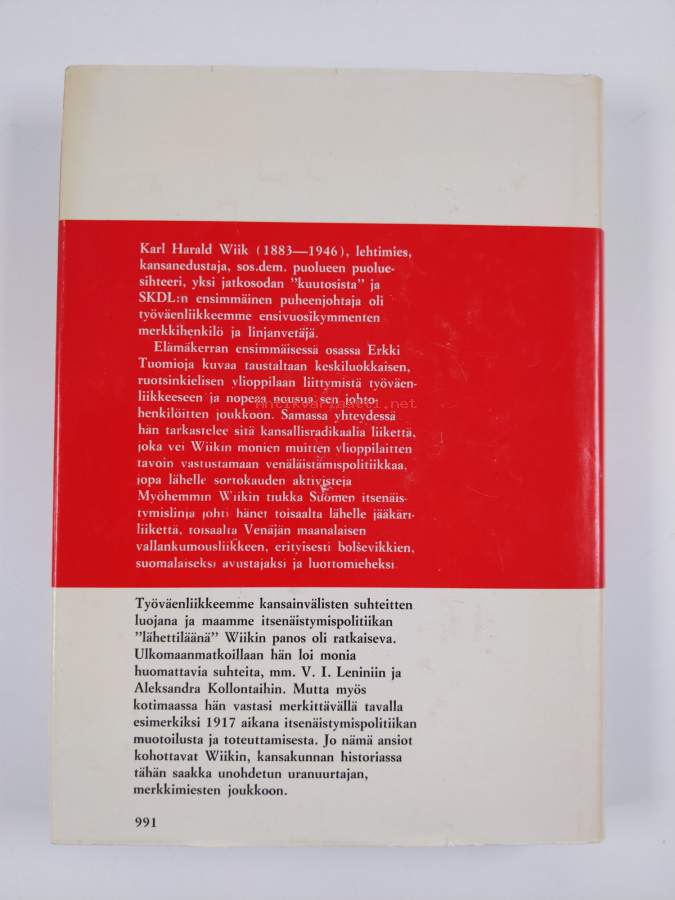 Karl Harald Wiik (1883—1946), lehtimies,
kansanedustaja, sos.dem. puolueen puolue-
sihteeri, yksi jatkosodan "kuutosista" ja
SKDL:n ensimmäinen puheenjohtaja oli
työväenliikkeemme ensivuosikymmenten
merkkihenkilö ja linjanvetäjä.
Elämäkerran ensimmäisessä osassa Erkki
Tuomioja kuvaa taustaltaan keskiluokkaisen,
ruotsinkielisen ylioppilaan liittymistä työväen-
liikkeeseen ja nopeaa nousua sen johto-
henkilöitten joukkoon. Samassa yhteydessä
hän tarkastelee sitä kansallisradikaalia liikettä,
joka vei Wiikin monien muitten ylioppilaitten
tavoin vastustamaan venäläistämispolitiikkaa,
jopa lähelle sortokauden aktivisteja
Myöhemmin Wiikin tiukka Suomen itsenäis-
tymislinja johti hänet toisaalta lähelle jääkäri-
liikettä, toisaalta Venäjän maanalaisen
vallankumousliikkeen, erityisesti bolševikkien,
suomalaiseksi avustajaksi ja luottomieheksi
Työväenliikkeemme kansainvälisten suhteitten
luojana ja maamme itsenäistymispolitiikan
"lähettiläänä" Wiikin panos oli ratkaiseva.
Ulkomaanmatkoillaan hän loi monia
huomattavia suhteita, mm. V. I. Leniniin ja
Aleksandra Kollontaihin. Mutta myös
kotimaassa hän vastasi merkittävällä tavalla
esimerkiksi 1917 aikana itsenäistymispolitiikan
muotoilusta ja toteuttamisesta. Jo nämä ansiot
kohottavat Wiikin, kansakunnan historiassa
tähän saakka unohdetun uranuurtajan,
merkkimiesten joukkoon.
991
Antikvariaatti.net